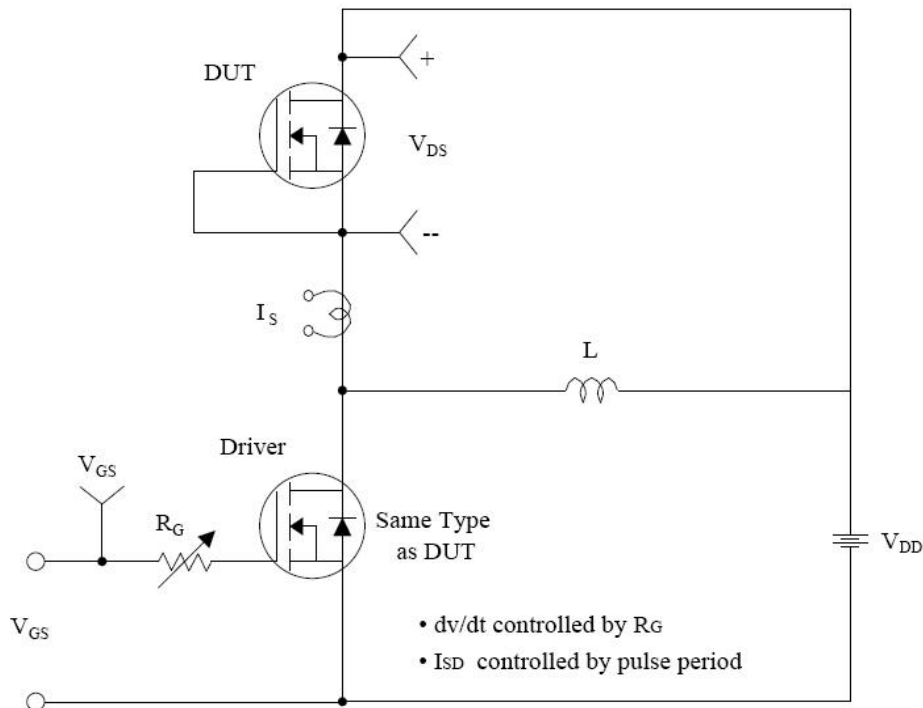 DUT
+
VDS
--
IS
L
Driver
VGS
RG
Same Type
as DUT
VDD
VGS
• dv/dt controlled by RG
• ISD controlled by pulse period